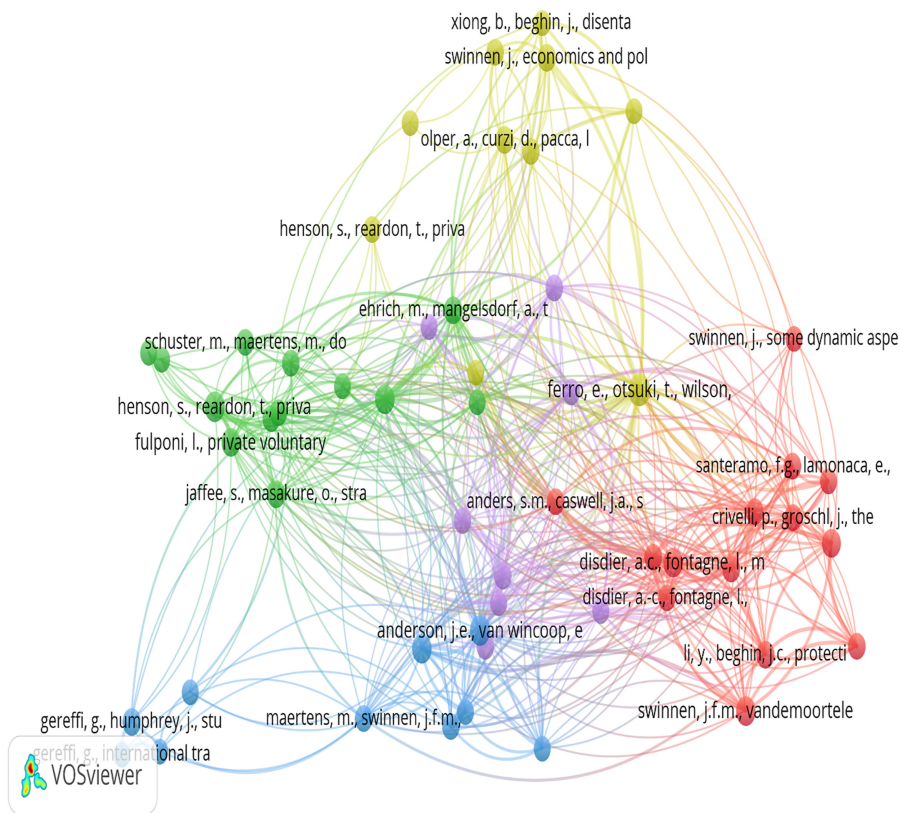 xiong, b., beghin, j., disenta
swinnen, j., economics and pol
olper, a., curzi, d., pacca, l
henson, s., reardon, t., priva
ehrich, m., mangelsdorf, a., t
schuster, m., maertens, m., do
swinnen, j., some dynamic aspe
ferro, e., otsuki, t., wilson,
henson, s., reardon, t., priva
fulponi, l., private voluntary
santeramo, f.g., lamonaca, e.,
jaffee, s., masakure, o., stra
anders, s.m., caswell, j.a., s
crivelli, p., groschl, j., the
disdier, a.c., fontagne, l., m
disdier, a.-c., fontagne, l.,
anderson, j.e., van wincoop, e
li, y., beghin, j.c., protecti
swinnen, j.f.m., vandemoortele
gereffi, g., humphrey, j., stu
maertens, m., swinnen, j.f.m.,
gereffi, g., international tra
VOSviewer